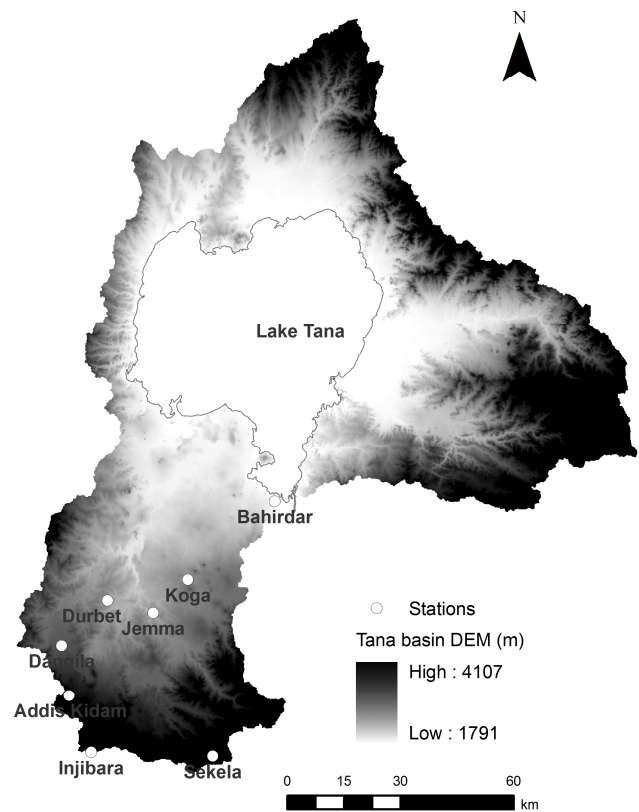 N
Lake Tana
Bahirdar
Koga
Durbet
Jemma
Dangila
Addis Kidam
Injibara
Sekela
Stations
Tana basin DEM (m)
High : 4107
Low : 1791
0 15 30 60
km